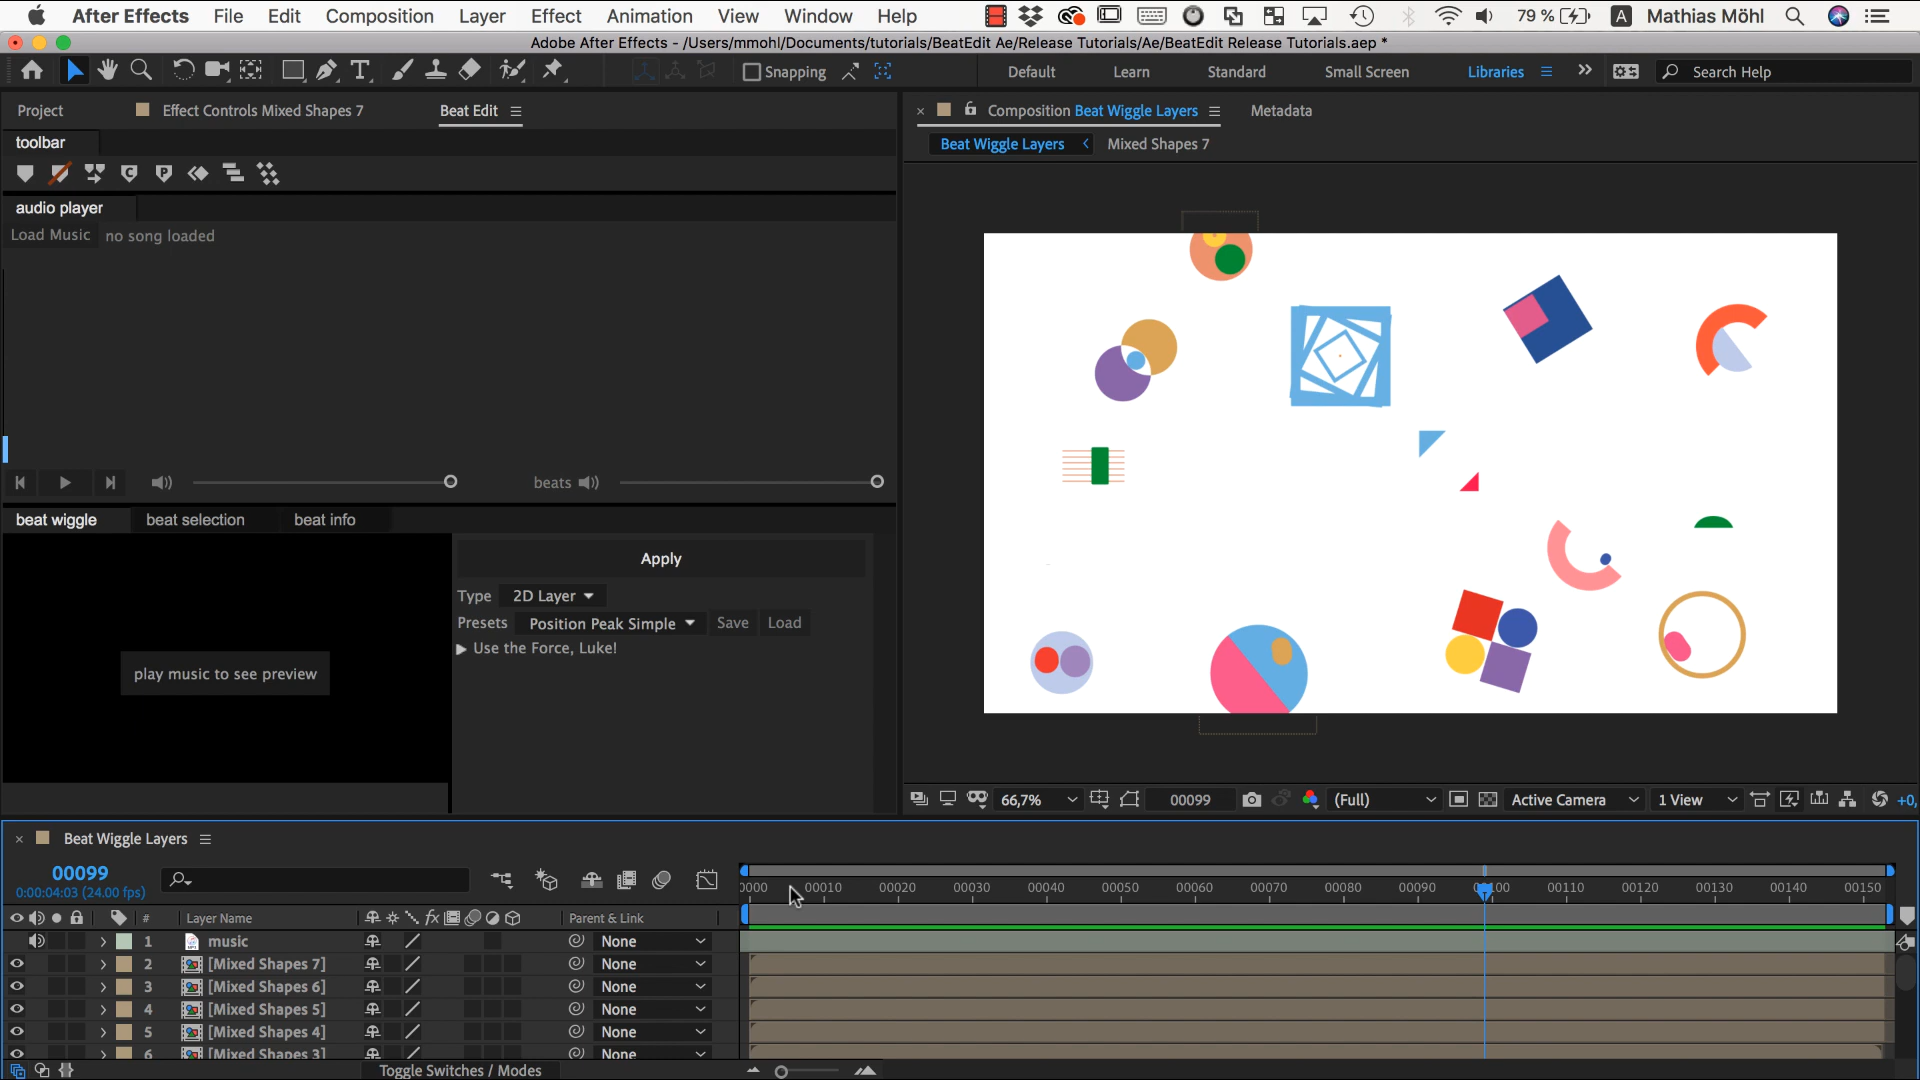 After Effects File Edit Composition Layer Effect Animation View Window Help 79 % A Mathias Möhl
Adobe After Effects - /Users/mmohl/Documents/tutorials/BeatEdit Ae/Release Tutorials/Ae/BeatEdit Release Tutorials.aep *
Snapping Default Learn Standard Small Screen Libraries Search Help
Project Effect Controls Mixed Shapes 7 Beat Edit
Composition Beat Wiggle Layers Metadata
toolbar
Beat Wiggle Layers Mixed Shapes 7
audio player
Load Music no song loaded
beats
beat wiggle beat selection beat info
Apply
Type 2D Layer
Presets Position Peak Simple Save Load
Use the Force, Luke!
play music to see preview
66,7% 00099 (Full) Active Camera 1 View +0,
Beat Wiggle Layers
00099
0:00:04:03 (24.00 fps)
0000 00010 00020 00030 00040 00050 00060 00070 00080 00090 00100 00110 00120 00130 00140 00150
# Layer Name fx Parent & Link
1 music None
2 [Mixed Shapes 7] None
3 [Mixed Shapes 6] None
4 [Mixed Shapes 5] None
5 [Mixed Shapes 4] None
6 [Mixed Shapes 3] None
Toggle Switches / Modes